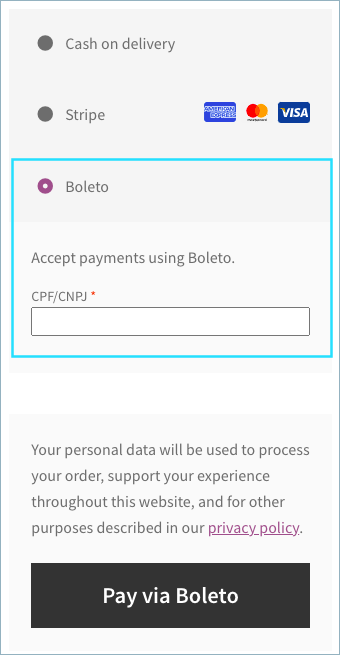 Cash on delivery
Stripe
AMERICAN EXPRESS
mastercard
VISA
Boleto
Accept payments using Boleto.
CPF/CNPJ *
Your personal data will be used to process
your order, support your experience
throughout this website, and for other
purposes described in our privacy policy.
Pay via Boleto